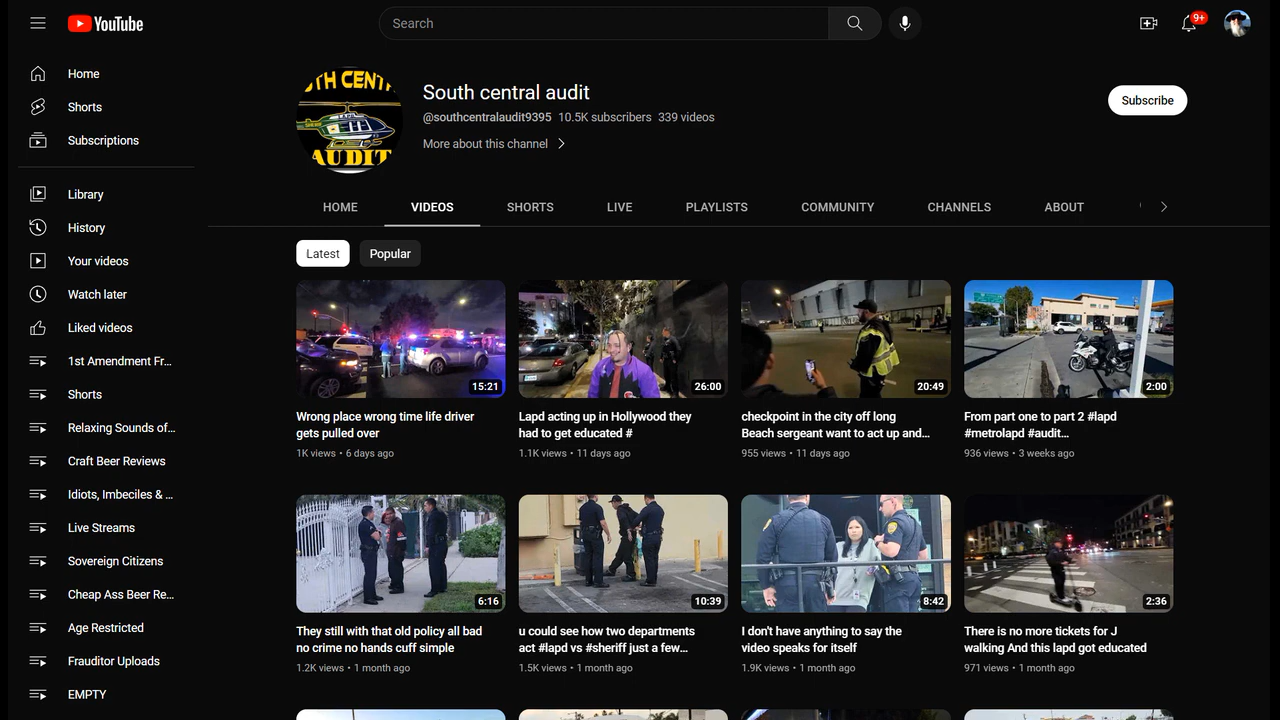 YouTube
Search
9+
Home
Shorts
Subscriptions
Library
History
Your videos
Watch later
Liked videos
1st Amendment Fr...
Shorts
Relaxing Sounds of...
Craft Beer Reviews
Idiots, Imbeciles & ...
Live Streams
Sovereign Citizens
Cheap Ass Beer Re...
Age Restricted
Frauditor Uploads
EMPTY
TH CENT
AUDIT
South central audit
@southcentralaudit9395 10.5K subscribers 339 videos
More about this channel
Subscribe
HOME VIDEOS SHORTS LIVE PLAYLISTS COMMUNITY CHANNELS ABOUT
Latest Popular
15:21
Wrong place wrong time life driver
gets pulled over
1K views • 6 days ago
26:00
Lapd acting up in Hollywood they
had to get educated #
1.1K views • 11 days ago
20:49
checkpoint in the city off long
Beach sergeant want to act up and...
955 views • 11 days ago
2:00
From part one to part 2 #lapd
#metrolapd #audit...
936 views • 3 weeks ago
6:16
They still with that old policy all bad
no crime no hands cuff simple
1.2K views • 1 month ago
10:39
u could see how two departments
act #lapd vs #sheriff just a few...
1.5K views • 1 month ago
8:42
I don't have anything to say the
video speaks for itself
1.9K views • 1 month ago
2:36
There is no more tickets for J
walking And this lapd got educated
971 views • 1 month ago